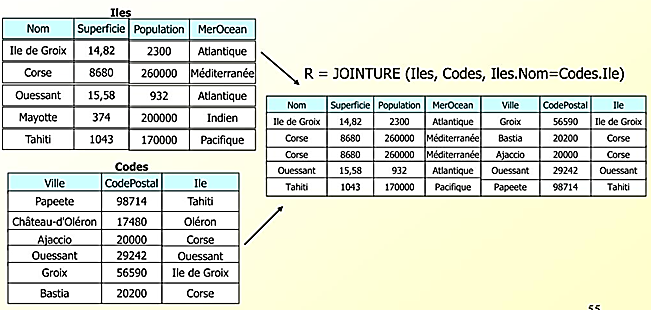 Iles
Nom Superficie Population MerOcean
Ile de Groix 14,82 2300 Atlantique
Corse 8680 260000 Méditerranée
Ouessant 15,58 932 Atlantique
Mayotte 374 200000 Indien
Tahiti 1043 170000 Pacifique
R = JOINTURE (Iles, Codes, Iles.Nom=Codes.Ile)
Nom Superficie Population MerOcean Ville CodePostal Ile
Ile de Groix 14,82 2300 Atlantique Groix 56590 Ile de Groix
Corse 8680 260000 Méditerranée Bastia 20200 Corse
Corse 8680 260000 Méditerranée Ajaccio 20000 Corse
Ouessant 15,58 932 Atlantique Ouessant 29242 Ouessant
Tahiti 1043 170000 Pacifique Papeete 98714 Tahiti
Codes
Ville CodePostal Ile
Papeete 98714 Tahiti
Château-d'Oléron 17480 Oléron
Ajaccio 20000 Corse
Ouessant 29242 Ouessant
Groix 56590 Ile de Groix
Bastia 20200 Corse
55